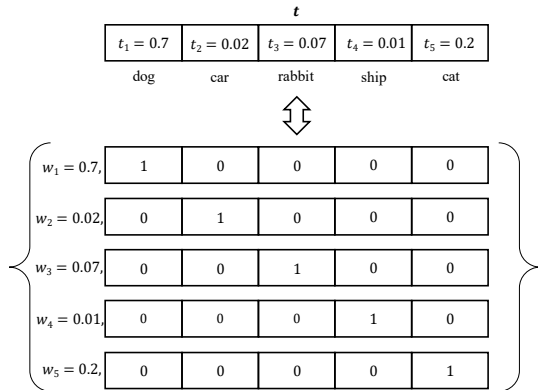 t
t₁ = 0.7 t₂ = 0.02 t₃ = 0.07 t₄ = 0.01 t₅ = 0.2
dog car rabbit ship cat
w₁ = 0.7, 1 0 0 0 0
w₂ = 0.02, 0 1 0 0 0
w₃ = 0.07, 0 0 1 0 0
w₄ = 0.01, 0 0 0 1 0
w₅ = 0.2, 0 0 0 0 1